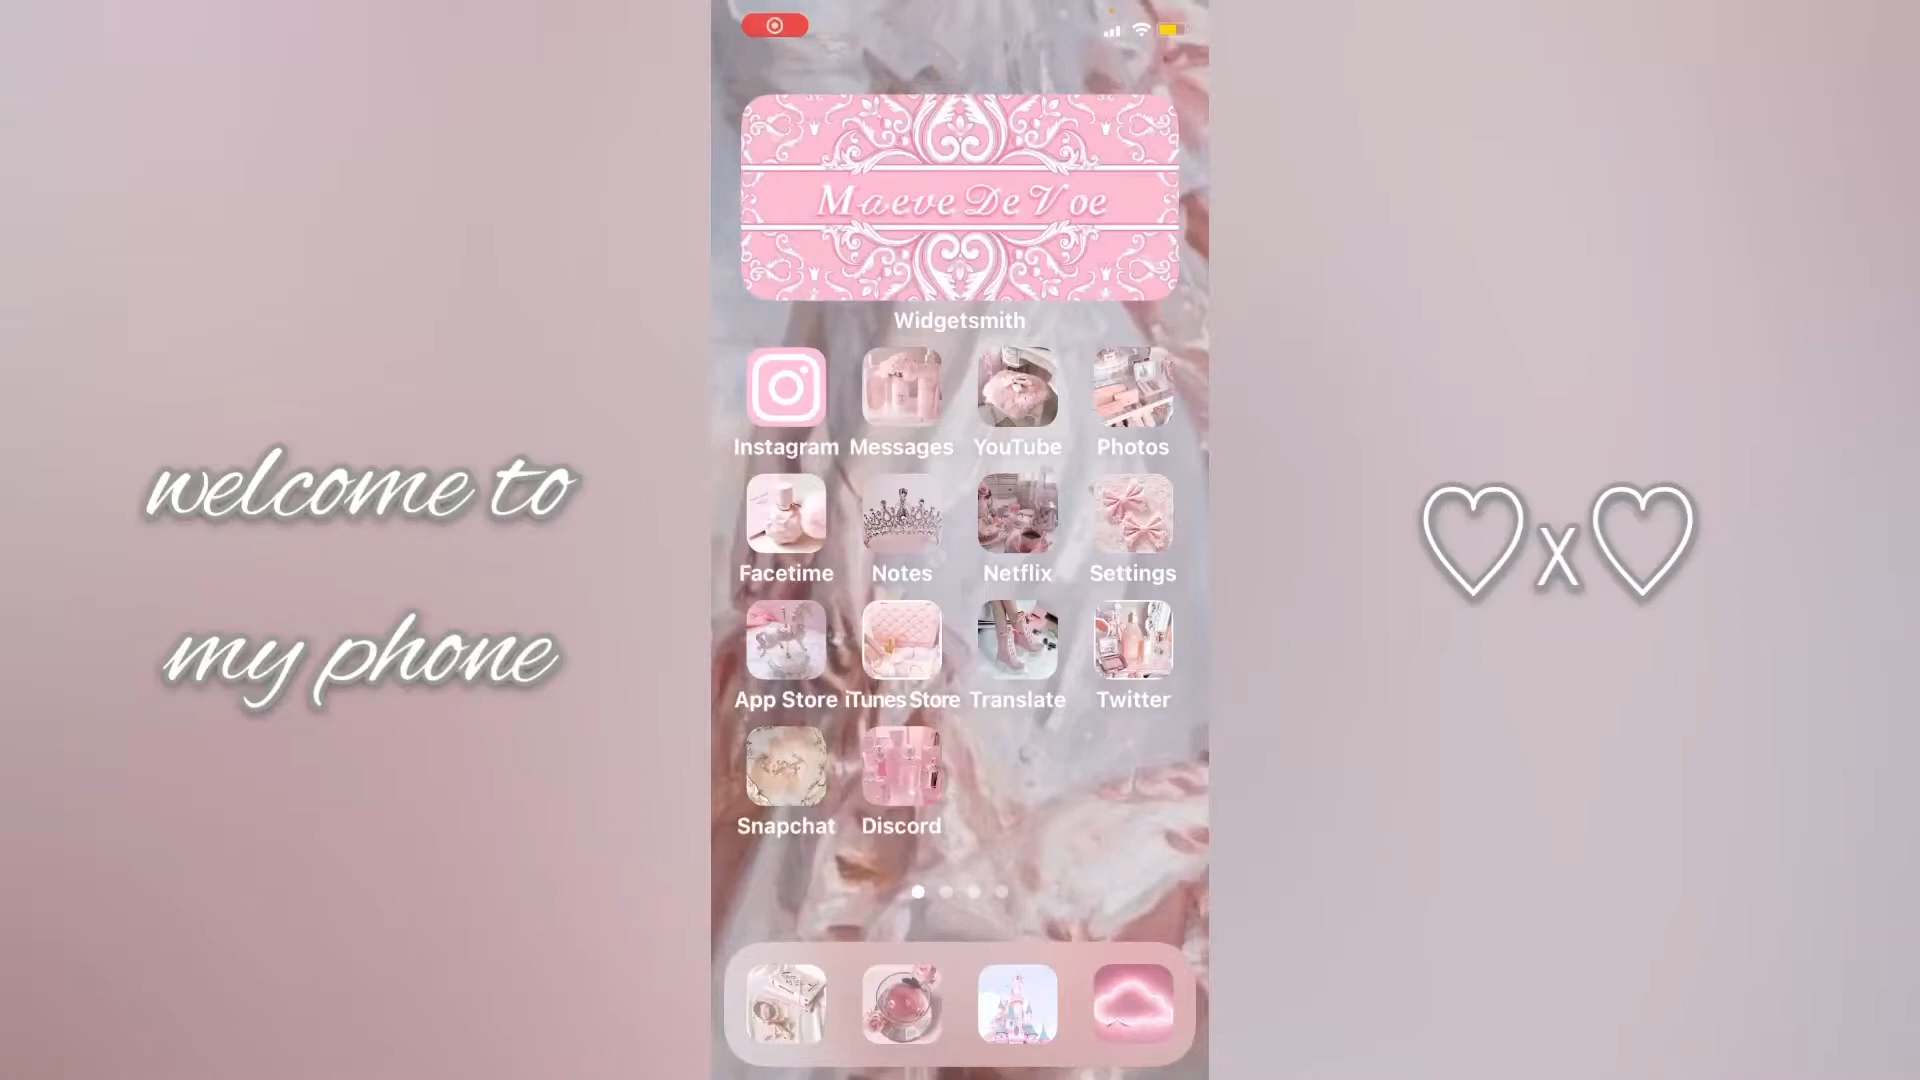 welcome to
my phone
Maeve De Voe
Widgetsmith
Instagram Messages YouTube Photos
Facetime Notes Netflix Settings
App Store iTunes Store Translate Twitter
Snapchat Discord
♡x♡